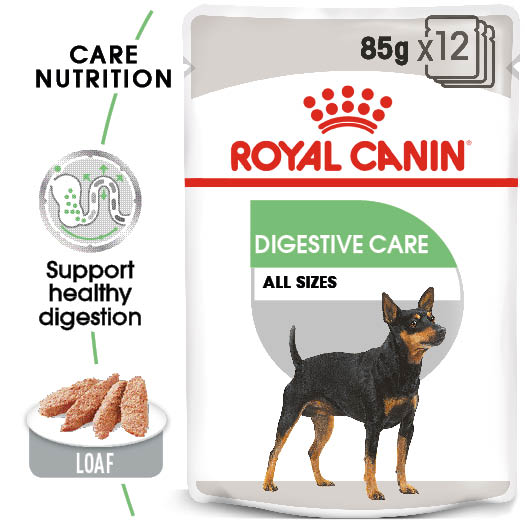 CARE
NUTRITION
Support
healthy
digestion
LOAF
85g x12
ROYAL CANIN
DIGESTIVE CARE
ALL SIZES